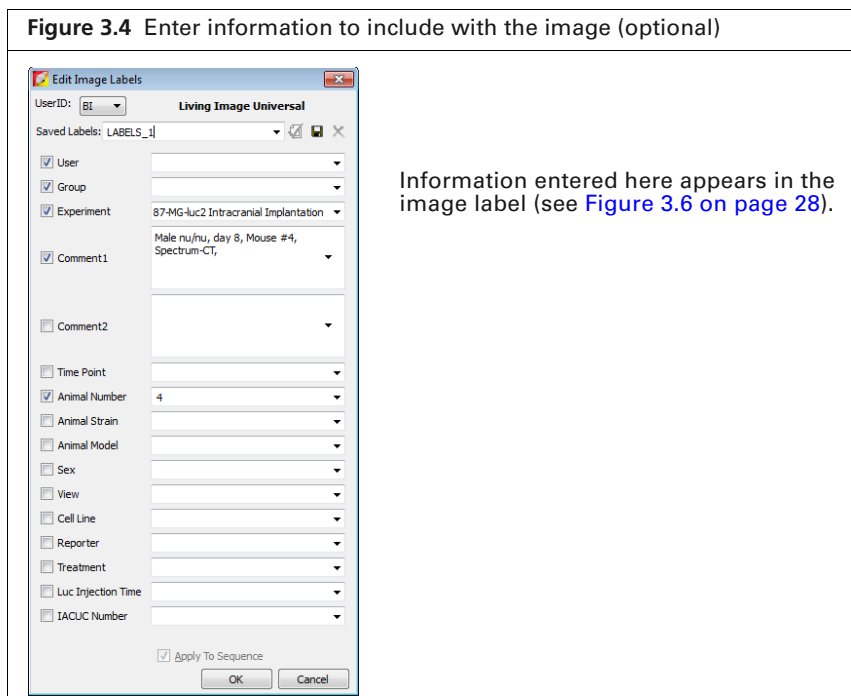 Figure 3.4 Enter information to include with the image (optional)
Edit Image Labels
UserID: BI Living Image Universal
Saved Labels: LABELS_1
User
Group
Experiment 87-MG-luc2 Intracranial Implantation
Comment1 Male nu/nu, day 8, Mouse #4,
Spectrum-CT,
Comment2
Time Point
Animal Number 4
Animal Strain
Animal Model
Sex
View
Cell Line
Reporter
Treatment
Luc Injection Time
IACUC Number
Apply To Sequence
OK Cancel
Information entered here appears in the
image label (see Figure 3.6 on page 28).